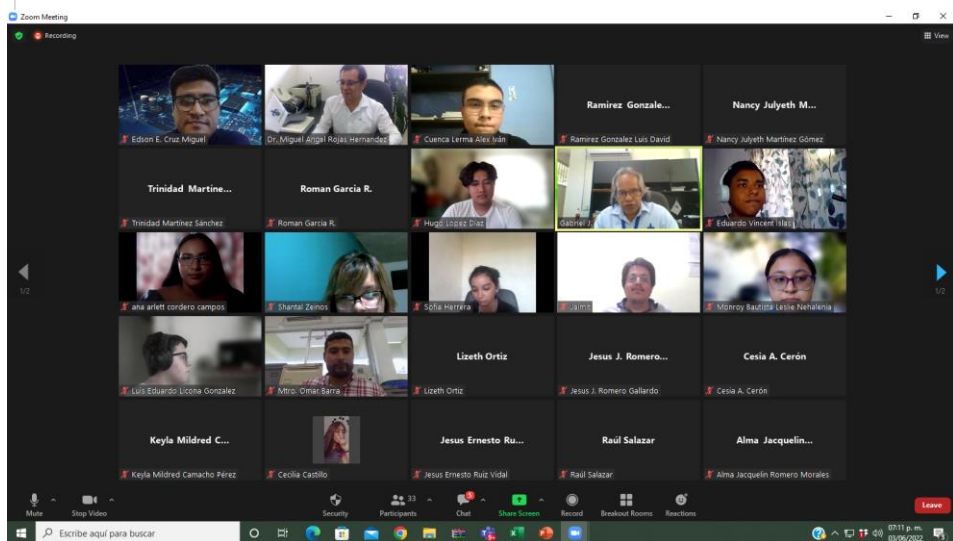 Zoom Meeting
Recording
View
Edson E. Cruz Miguel
Dr. Miguel Angel Rojas Hernandez
Cuenca Lerma Alex Iván
Ramirez Gonzale...
Ramirez Gonzalez Luis David
Nancy Julyeth M...
Nancy Julyeth Martínez Gómez
Trinidad Martine...
Trinidad Martínez Sánchez
Roman Garcia R.
Roman Garcia R.
Hugo Lopez Diaz
Gabriel J.
Eduardo Vincent Islas
ana arlett cordero campos
Shantal Zeinos
Sofia Herrera
Monroy Bautista Leslie Nehalenia
1/2
1/2
Luis Eduardo Licona Gonzalez
Mtro. Omar Barra
Lizeth Ortiz
Lizeth Ortiz
Jesus J. Romero...
Jesus J. Romero Gallardo
Cesia A. Cerón
Cesia A. Cerón
Keyla Mildred C...
Keyla Mildred Camacho Pérez
Cecilia Castillo
Jesus Ernesto Ru...
Jesus Ernesto Ruiz Vidal
Raúl Salazar
Raúl Salazar
Alma Jacquelin...
Alma Jacquelin Romero Morales
Mute
Stop Video
Security
33
Participants
5
Chat
Share Screen
Record
Breakout Rooms
Reactions
Leave
Escribe aquí para buscar
07:11 p. m.
03/06/2022